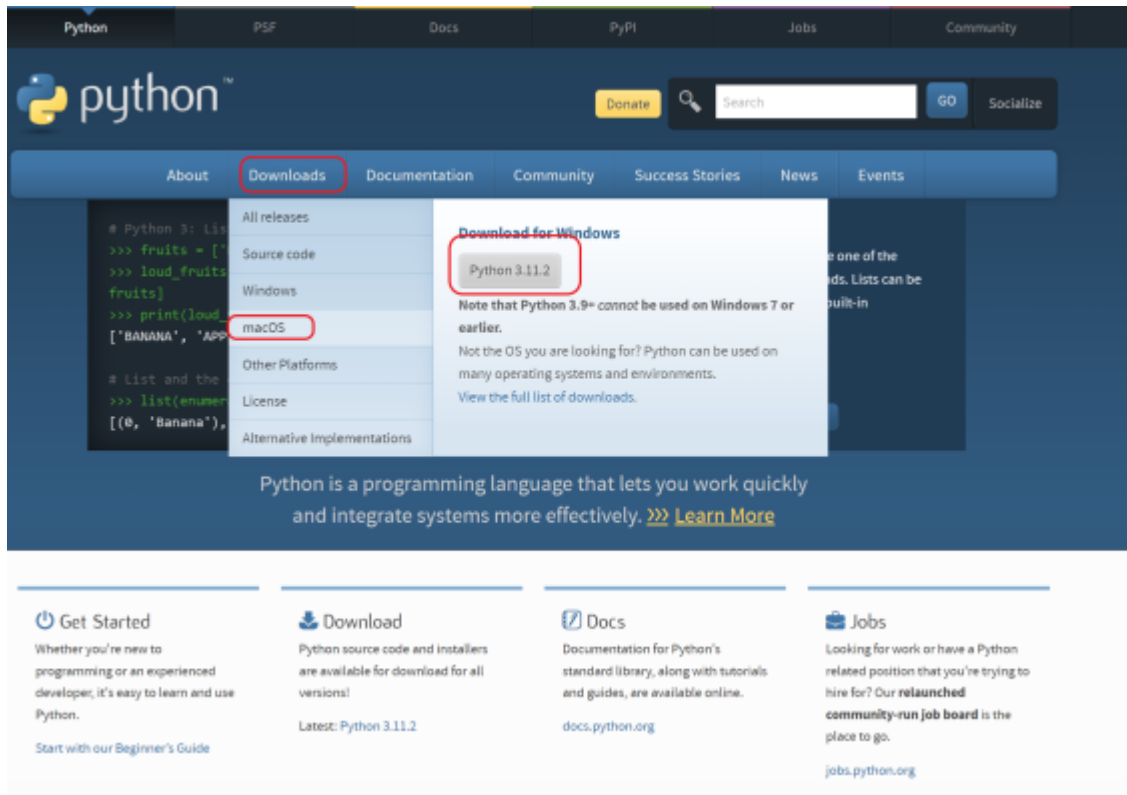 Python PSF Docs PyPI Jobs Community
python™
Donate Search GO Socialize
About Downloads Documentation Community Success Stories News Events
All releases
Source code
Windows
macOS
Other Platforms
License
Alternative Implementations
Download for Windows
Python 3.11.2
Note that Python 3.9+ cannot be used on Windows 7 or
earlier.
Not the OS you are looking for? Python can be used on
many operating systems and environments.
View the full list of downloads.
# Python 3: Lis
>>> fruits = ['
>>> loud_fruits
fruits]
>>> print(loud_
['BANANA', 'APP
# List and the
>>> list(enumer
[(0, 'Banana'),
one of the
Lists can be
built-in
Python is a programming language that lets you work quickly
and integrate systems more effectively. >>> Learn More
Get Started
Whether you're new to
programming or an experienced
developer, it's easy to learn and use
Python.
Start with our Beginner's Guide
Download
Python source code and installers
are available for download for all
versions!
Latest: Python 3.11.2
Docs
Documentation for Python's
standard library, along with tutorials
and guides, are available online.
docs.python.org
Jobs
Looking for work or have a Python
related position that you're trying to
hire for? Our relaunched
community-run job board is the
place to go.
jobs.python.org